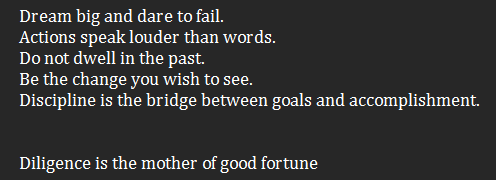 Dream big and dare to fail.
Actions speak louder than words.
Do not dwell in the past.
Be the change you wish to see.
Discipline is the bridge between goals and accomplishment.
Diligence is the mother of good fortune